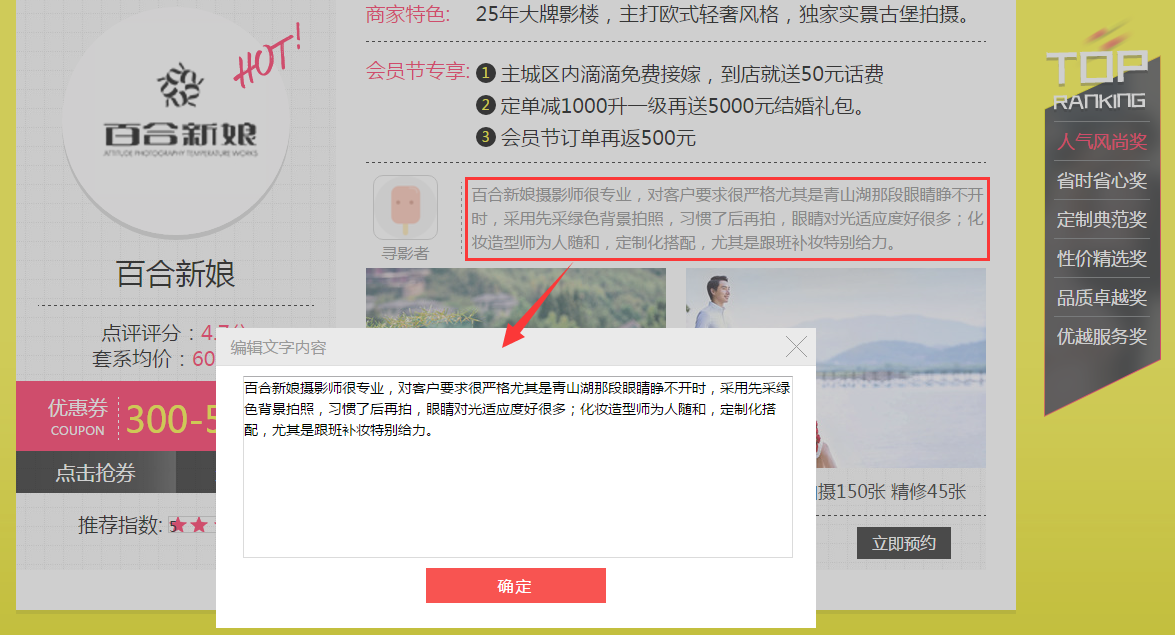 商家特色: 25年大牌影楼，主打欧式轻奢风格，独家实景古堡拍摄。
会员节专享: 1 主城区内滴滴免费接嫁，到店就送50元话费
2 定单减1000升一级再送5000元结婚礼包。
3 会员节订单再返500元
HOT!
百合新娘
ATTITUDE PHOTOGRAPHY TEMPERATURE WORKS
百合新娘
点评评分：4.7分
套系均价：60
优惠券
COUPON
300-5
点击抢券
推荐指数: 5
寻影者
百合新娘摄影师很专业，对客户要求很严格尤其是青山湖那段眼睛睁不开
时，采用先采绿色背景拍照，习惯了后再拍，眼睛对光适应度好很多；化
妆造型师为人随和，定制化搭配，尤其是跟班补妆特别给力。
编辑文字内容
百合新娘摄影师很专业，对客户要求很严格尤其是青山湖那段眼睛睁不开时，采用先采绿
色背景拍照，习惯了后再拍，眼睛对光适应度好很多；化妆造型师为人随和，定制化搭
配，尤其是跟班补妆特别给力。
确定
摄150张 精修45张
立即预约
TOP
RANKING
人气风尚奖
省时省心奖
定制典范奖
性价精选奖
品质卓越奖
优越服务奖